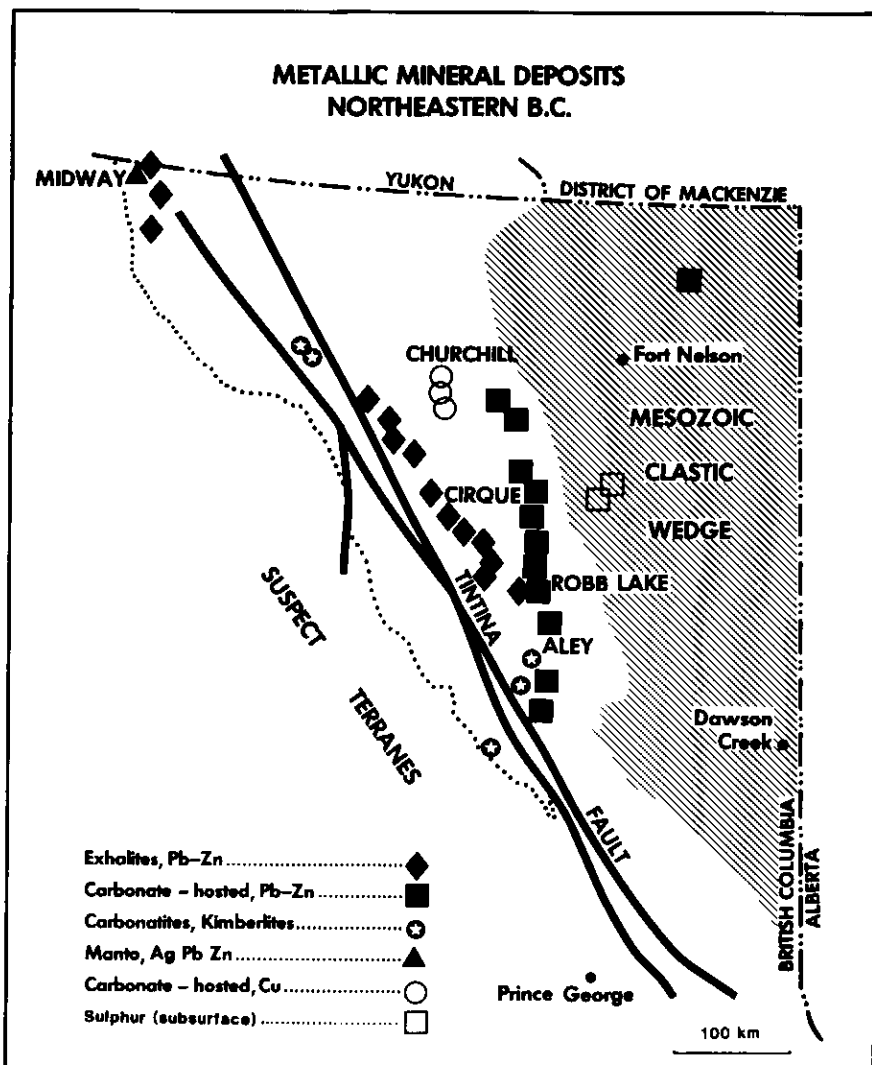 METALLIC MINERAL DEPOSITS
NORTHEASTERN B.C.
MIDWAY
YUKON
DISTRICT OF MACKENZIE
Fort Nelson
CHURCHILL
MESOZOIC
CLASTIC
CIRQUE
WEDGE
ROBB LAKE
TINTINA
SUSPECT
ALEY
TERRANES
Dawson
Creek
FAULT
BRITISH COLUMBIA
ALBERTA
Exhalites, Pb-Zn
Carbonate - hosted, Pb-Zn
Carbonatites, Kimberlites
Manto, Ag Pb Zn
Carbonate - hosted, Cu
Sulphur (subsurface)
Prince George
100 km